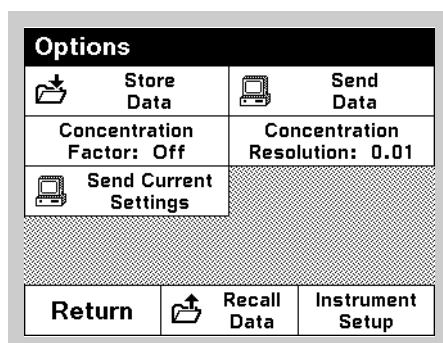 Options
Store
Data
Send
Data
Concentration
Factor: Off
Concentration
Resolution: 0.01
Send Current
Settings
Return
Recall
Data
Instrument
Setup